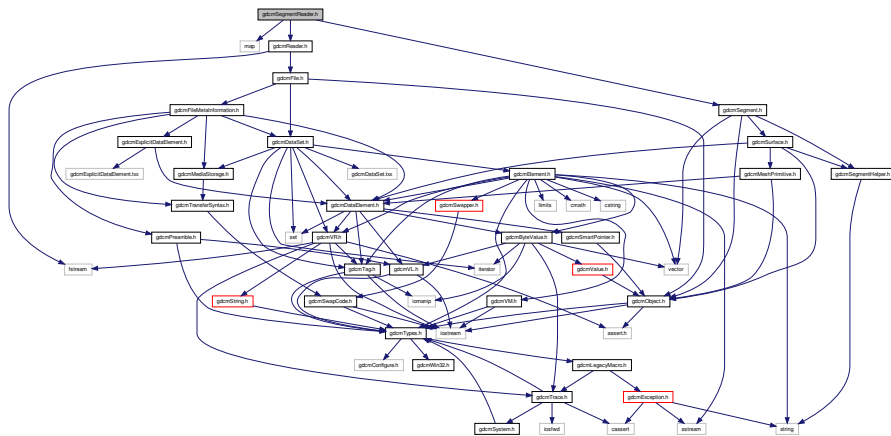 gdcmSegmentReader.h
map
gdcmReader.h
gdcmFile.h
gdcmFileMetaInformation.h
gdcmSegment.h
gdcmExplicitDataElement.h
gdcmDataSet.h
gdcmSurface.h
gdcmExplicitDataElement.txx
gdcmMediaStorage.h
gdcmDataSet.txx
gdcmElement.h
gdcmMeshPrimitive.h
gdcmSegmentHelper.h
gdcmTransferSyntax.h
gdcmDataElement.h
gdcmSwapper.h
limits
cmath
cstring
gdcmPreamble.h
set
gdcmVR.h
gdcmByteValue.h
gdcmSmartPointer.h
fstream
gdcmTag.h
gdcmVL.h
iterator
gdcmValue.h
vector
gdcmString.h
gdcmSwapCode.h
iomanip
gdcmVM.h
gdcmObject.h
gdcmTypes.h
iostream
assert.h
gdcmConfigure.h
gdcmWin32.h
gdcmLegacyMacro.h
gdcmTrace.h
gdcmException.h
gdcmSystem.h
iosfwd
cassert
sstream
string